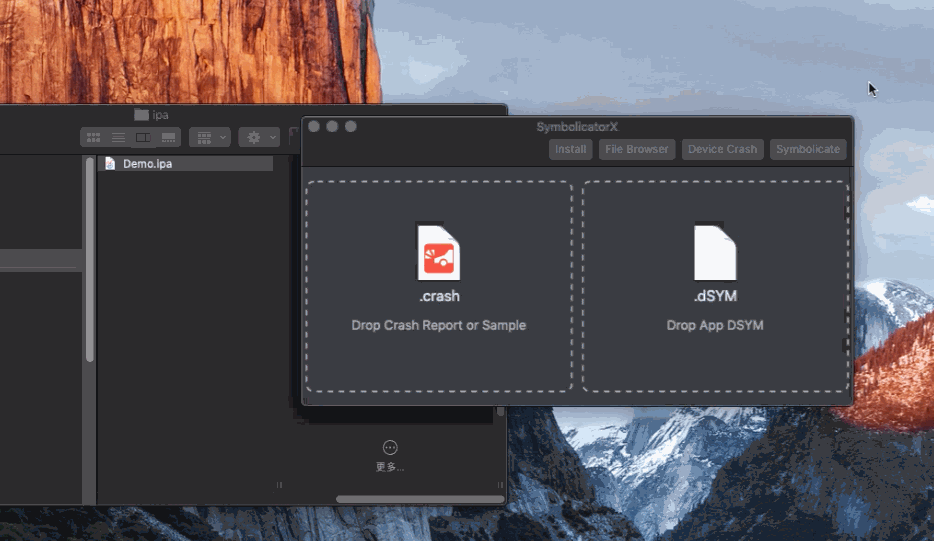 ipa
Demo.ipa
更多...
SymbolicatorX
Install
File Browser
Device Crash
Symbolicate
.crash
Drop Crash Report or Sample
.dSYM
Drop App DSYM